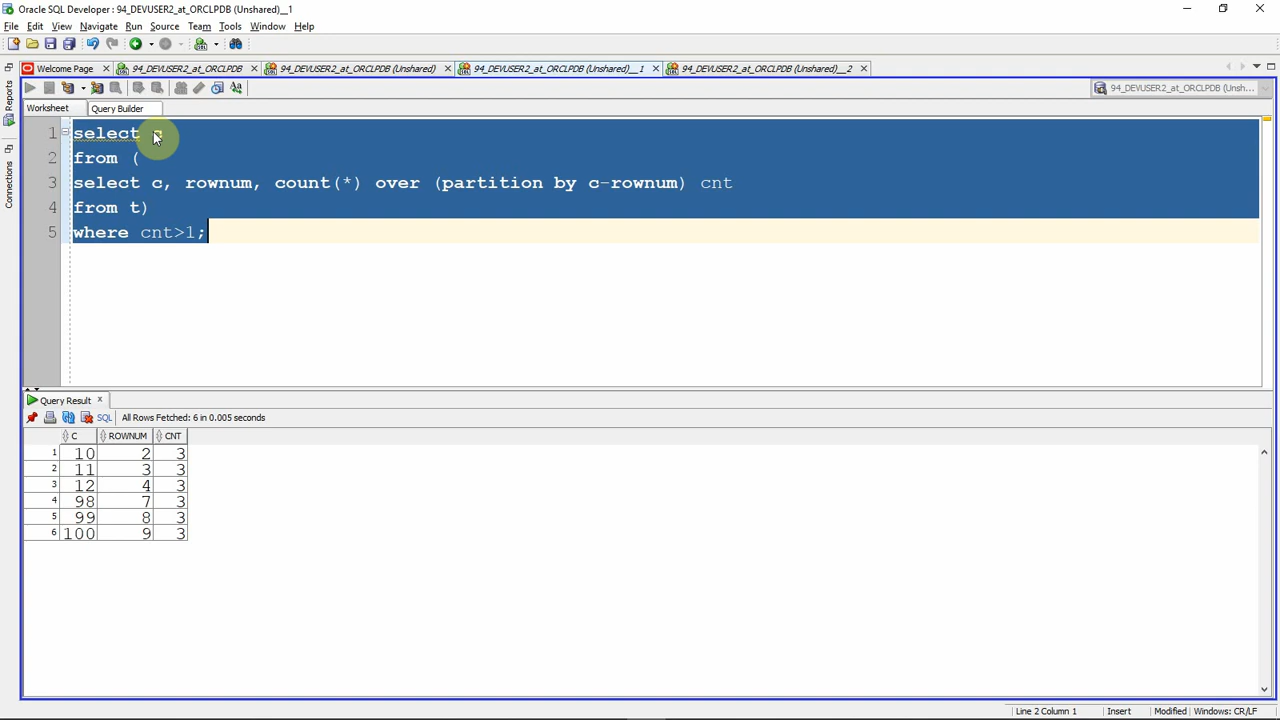 Oracle SQL Developer : 94_DEVUSER2_at_ORCLPDB (Unshared)__1
File Edit View Navigate Run Source Team Tools Window Help
Welcome Page 94_DEVUSER2_at_ORCLPDB 94_DEVUSER2_at_ORCLPDB (Unshared) 94_DEVUSER2_at_ORCLPDB (Unshared)__1 94_DEVUSER2_at_ORCLPDB (Unshared)__2
Reports
Connections
94_DEVUSER2_at_ORCLPDB (Unsh...
Worksheet Query Builder
1 select c
2 from (
3 select c, rownum, count(*) over (partition by c-rownum) cnt
4 from t)
5 where cnt>1;
Query Result
SQL All Rows Fetched: 6 in 0.005 seconds
C ROWNUM CNT
1 10 2 3
2 11 3 3
3 12 4 3
4 98 7 3
5 99 8 3
6 100 9 3
Line 2 Column 1 Insert Modified Windows: CR/LF